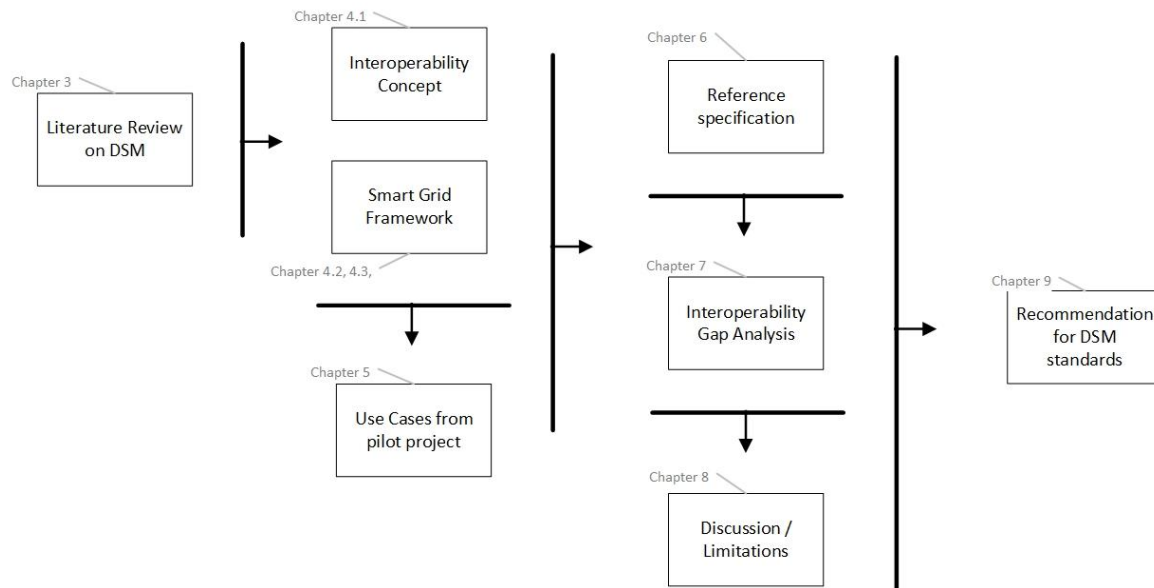 Chapter 3
Literature Review
on DSM
Chapter 4.1
Interoperability
Concept
Smart Grid
Framework
Chapter 4.2, 4.3,
Chapter 5
Use Cases from
pilot project
Chapter 6
Reference
specification
Chapter 7
Interoperability
Gap Analysis
Chapter 8
Discussion /
Limitations
Chapter 9
Recommendation
for DSM
standards